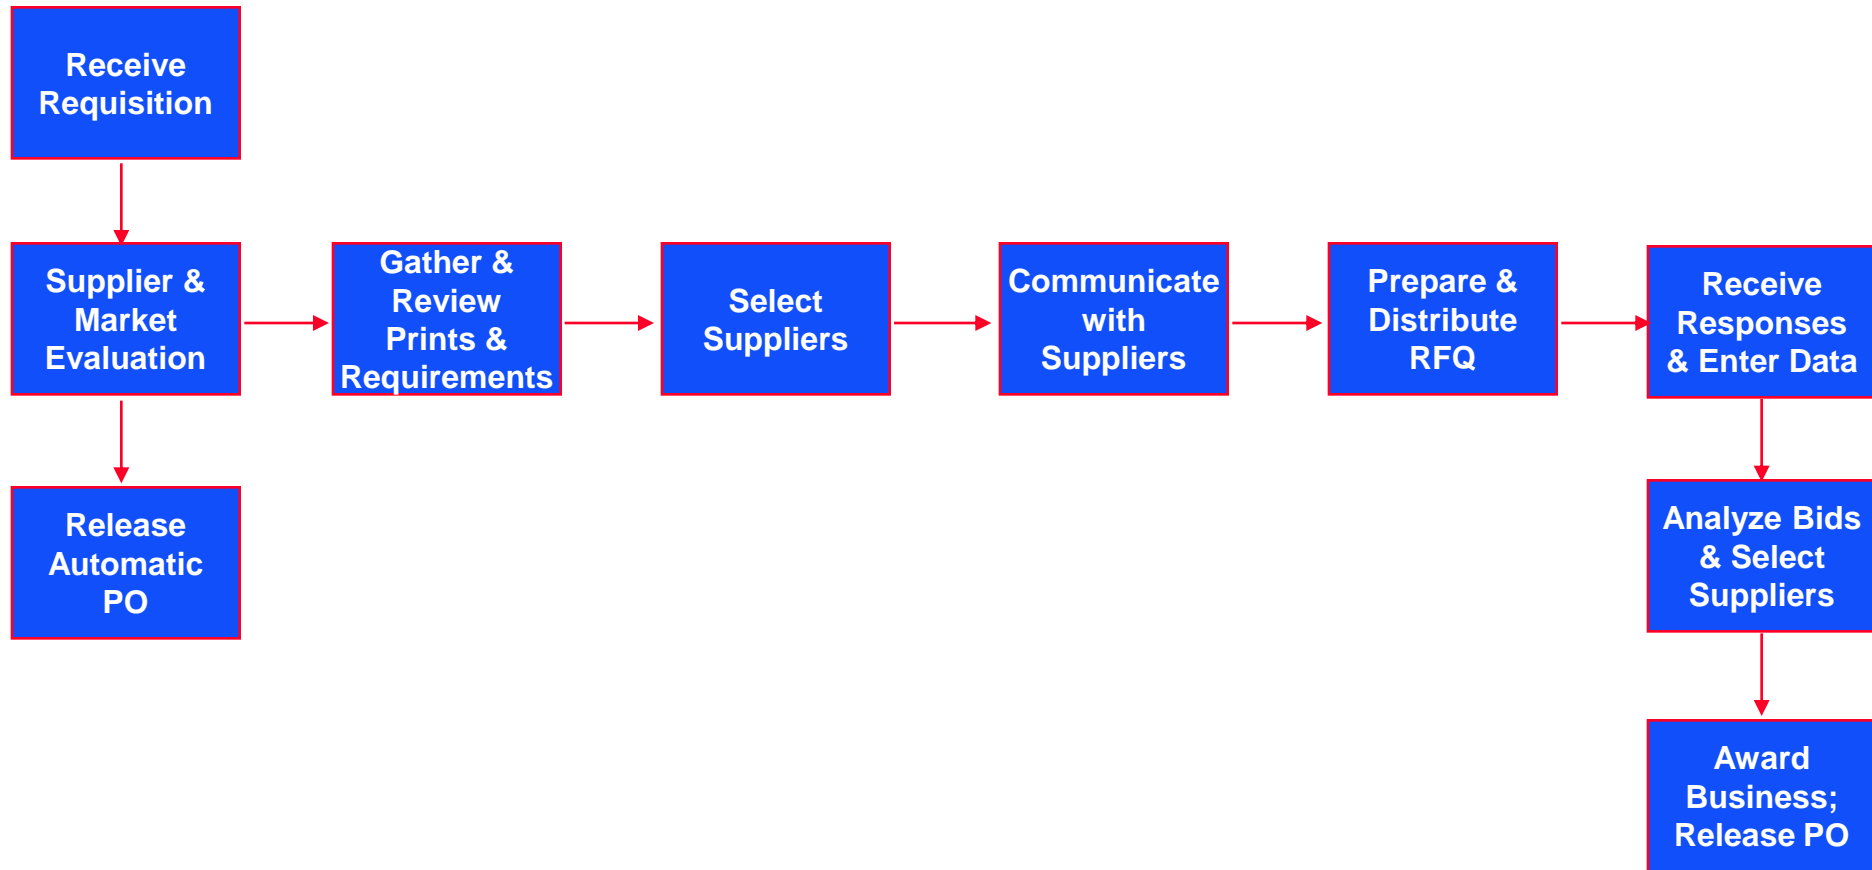 Receive
Requisition
Supplier &
Market
Evaluation
Gather &
Review
Prints &
Requirements
Select
Suppliers
Communicate
with
Suppliers
Prepare &
Distribute
RFQ
Receive
Responses
& Enter Data
Release
Automatic
PO
Analyze Bids
& Select
Suppliers
Award
Business;
Release PO